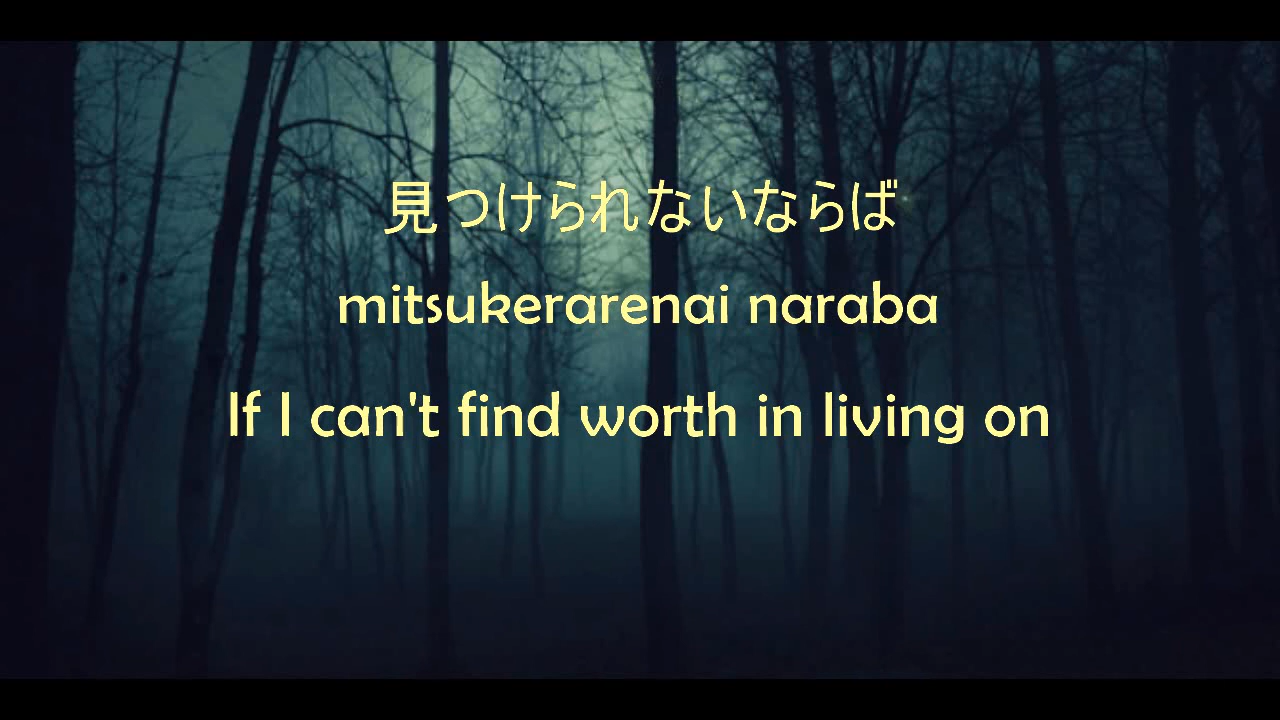 見つけられないならば
mitsukerarenai naraba
If I can't find worth in living on